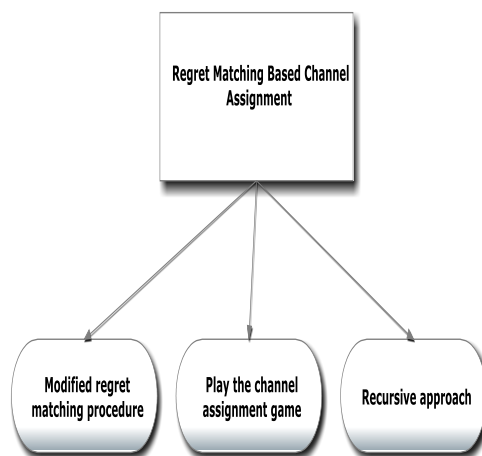 Regret Matching Based Channel
Assignment
Modified regret
matching procedure
Play the channel
assignment game
Recursive approach